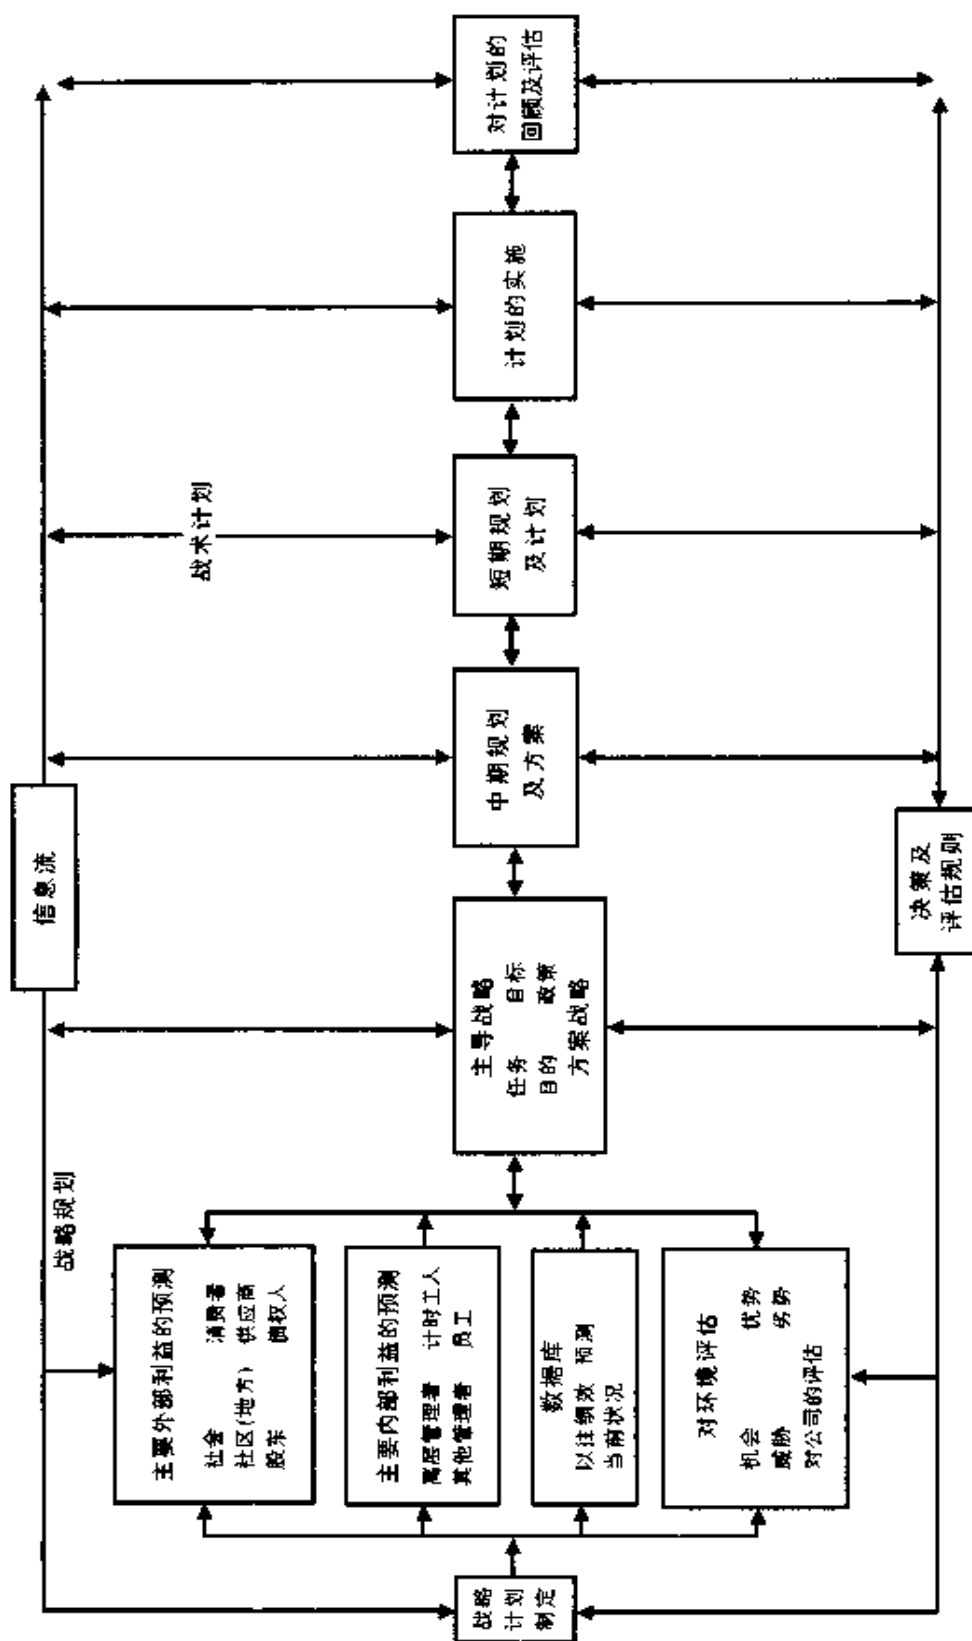 信息流
战略规划
战术计划
战略
计划
制定
主要外部利益的预测
社会 消费者
社区(地方) 供应商
股东 债权人
主要内部利益的预测
高层管理者 计时工人
其他管理者 员工
数据库
以往绩效 预测
当前状况
对环境评估
机会 优势
威胁 劣势
对公司的评估
主导战略
任务 目标
目的 政策
方案战略
中期规划
及方案
短期规划
及计划
计划的实施
对计划的
回顾及评估
决策及
评估规则